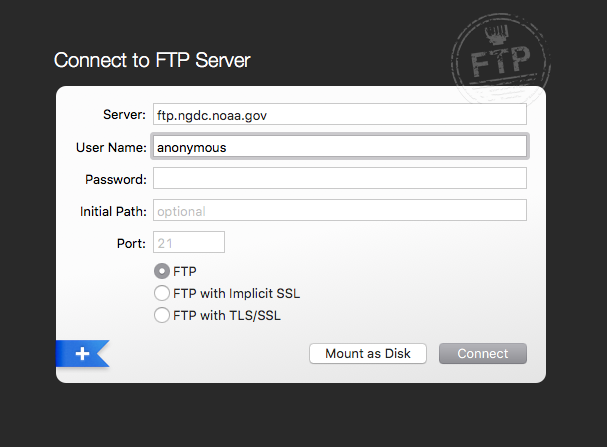 Connect to FTP Server
FTP
Server: ftp.ngdc.noaa.gov
User Name: anonymous
Password:
Initial Path: optional
Port: 21
FTP
FTP with Implicit SSL
FTP with TLS/SSL
+
Mount as Disk
Connect